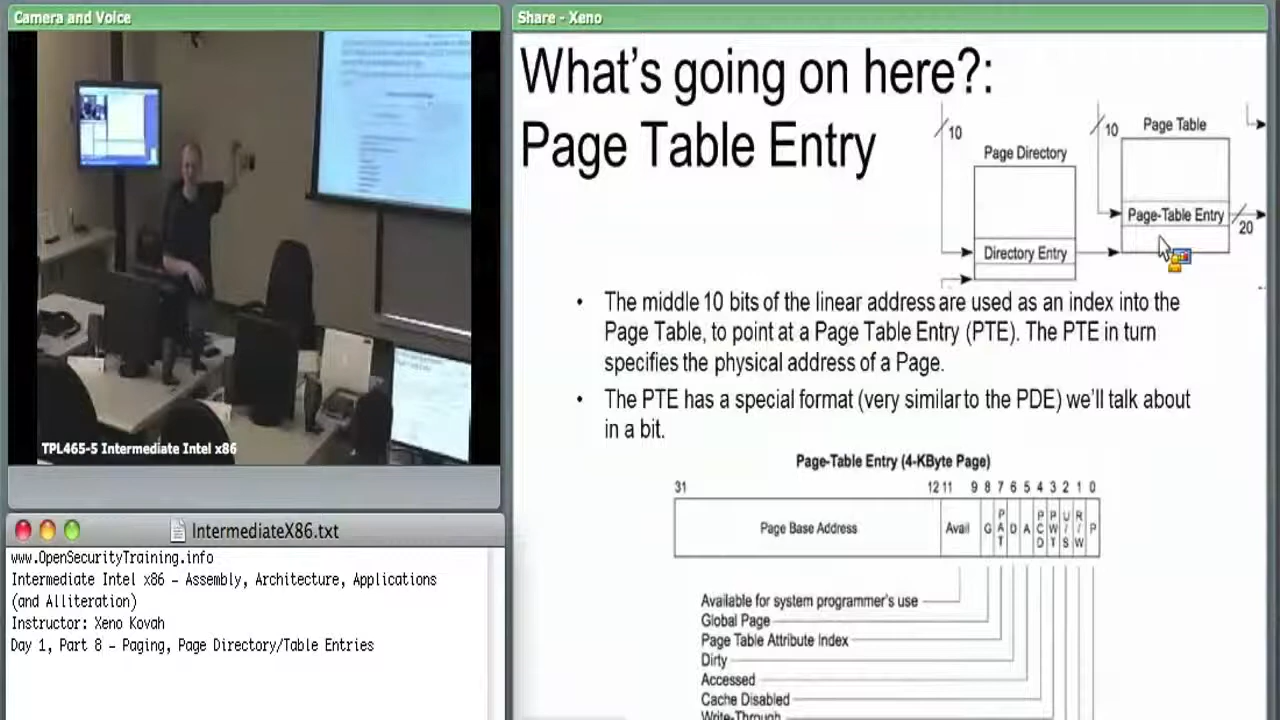 Camera and Voice
TPL465-5 Intermediate Intel x86
IntermediateX86.txt
www.OpenSecurityTraining.info
Intermediate Intel x86 – Assembly, Architecture, Applications
(and Alliteration)
Instructor: Xeno Kovah
Day 1, Part 8 – Paging, Page Directory/Table Entries
Share - Xeno
What's going on here?:
Page Table Entry
10
Page Directory
Directory Entry
10
Page Table
Page-Table Entry
20
• The middle 10 bits of the linear address are used as an index into the
Page Table, to point at a Page Table Entry (PTE). The PTE in turn
specifies the physical address of a Page.
• The PTE has a special format (very similar to the PDE) we'll talk about
in a bit.
Page-Table Entry (4-KByte Page)
31 12 11 9 8 7 6 5 4 3 2 1 0
Page Base Address Avail G PAT D A PCD PWT U/S R/W P
Available for system programmer's use
Global Page
Page Table Attribute Index
Dirty
Accessed
Cache Disabled
Write-Through